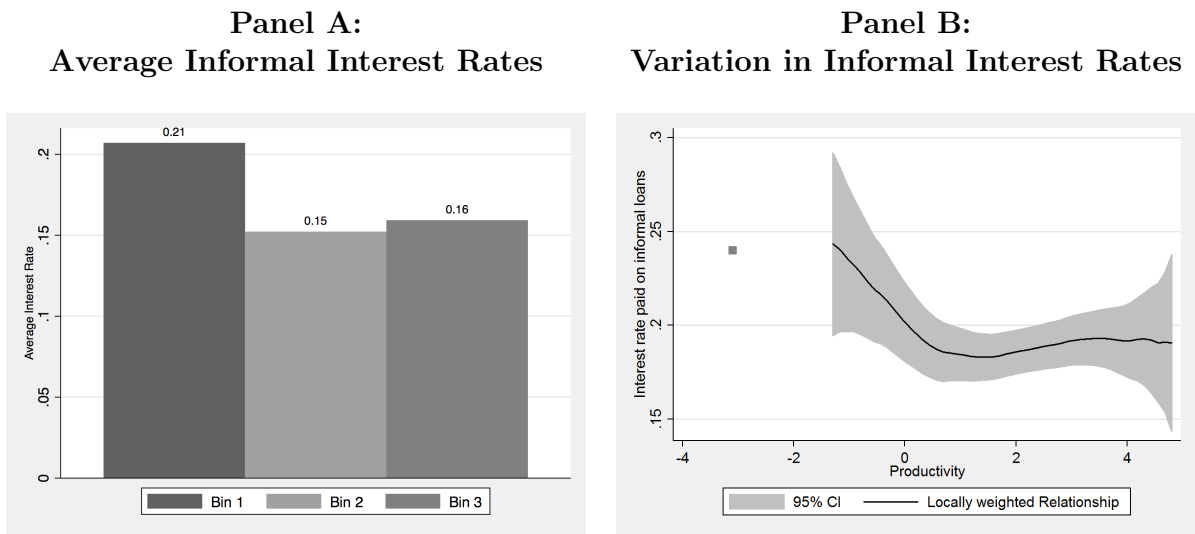 Panel A:
Average Informal Interest Rates
Average Interest Rate
.2
.15
.1
.05
0
0.21
0.15
0.16
Bin 1
Bin 2
Bin 3
Panel B:
Variation in Informal Interest Rates
Interest rate paid on informal loans
.3
.25
.2
.15
-4
-2
0
2
4
Productivity
95% CI
Locally weighted Relationship